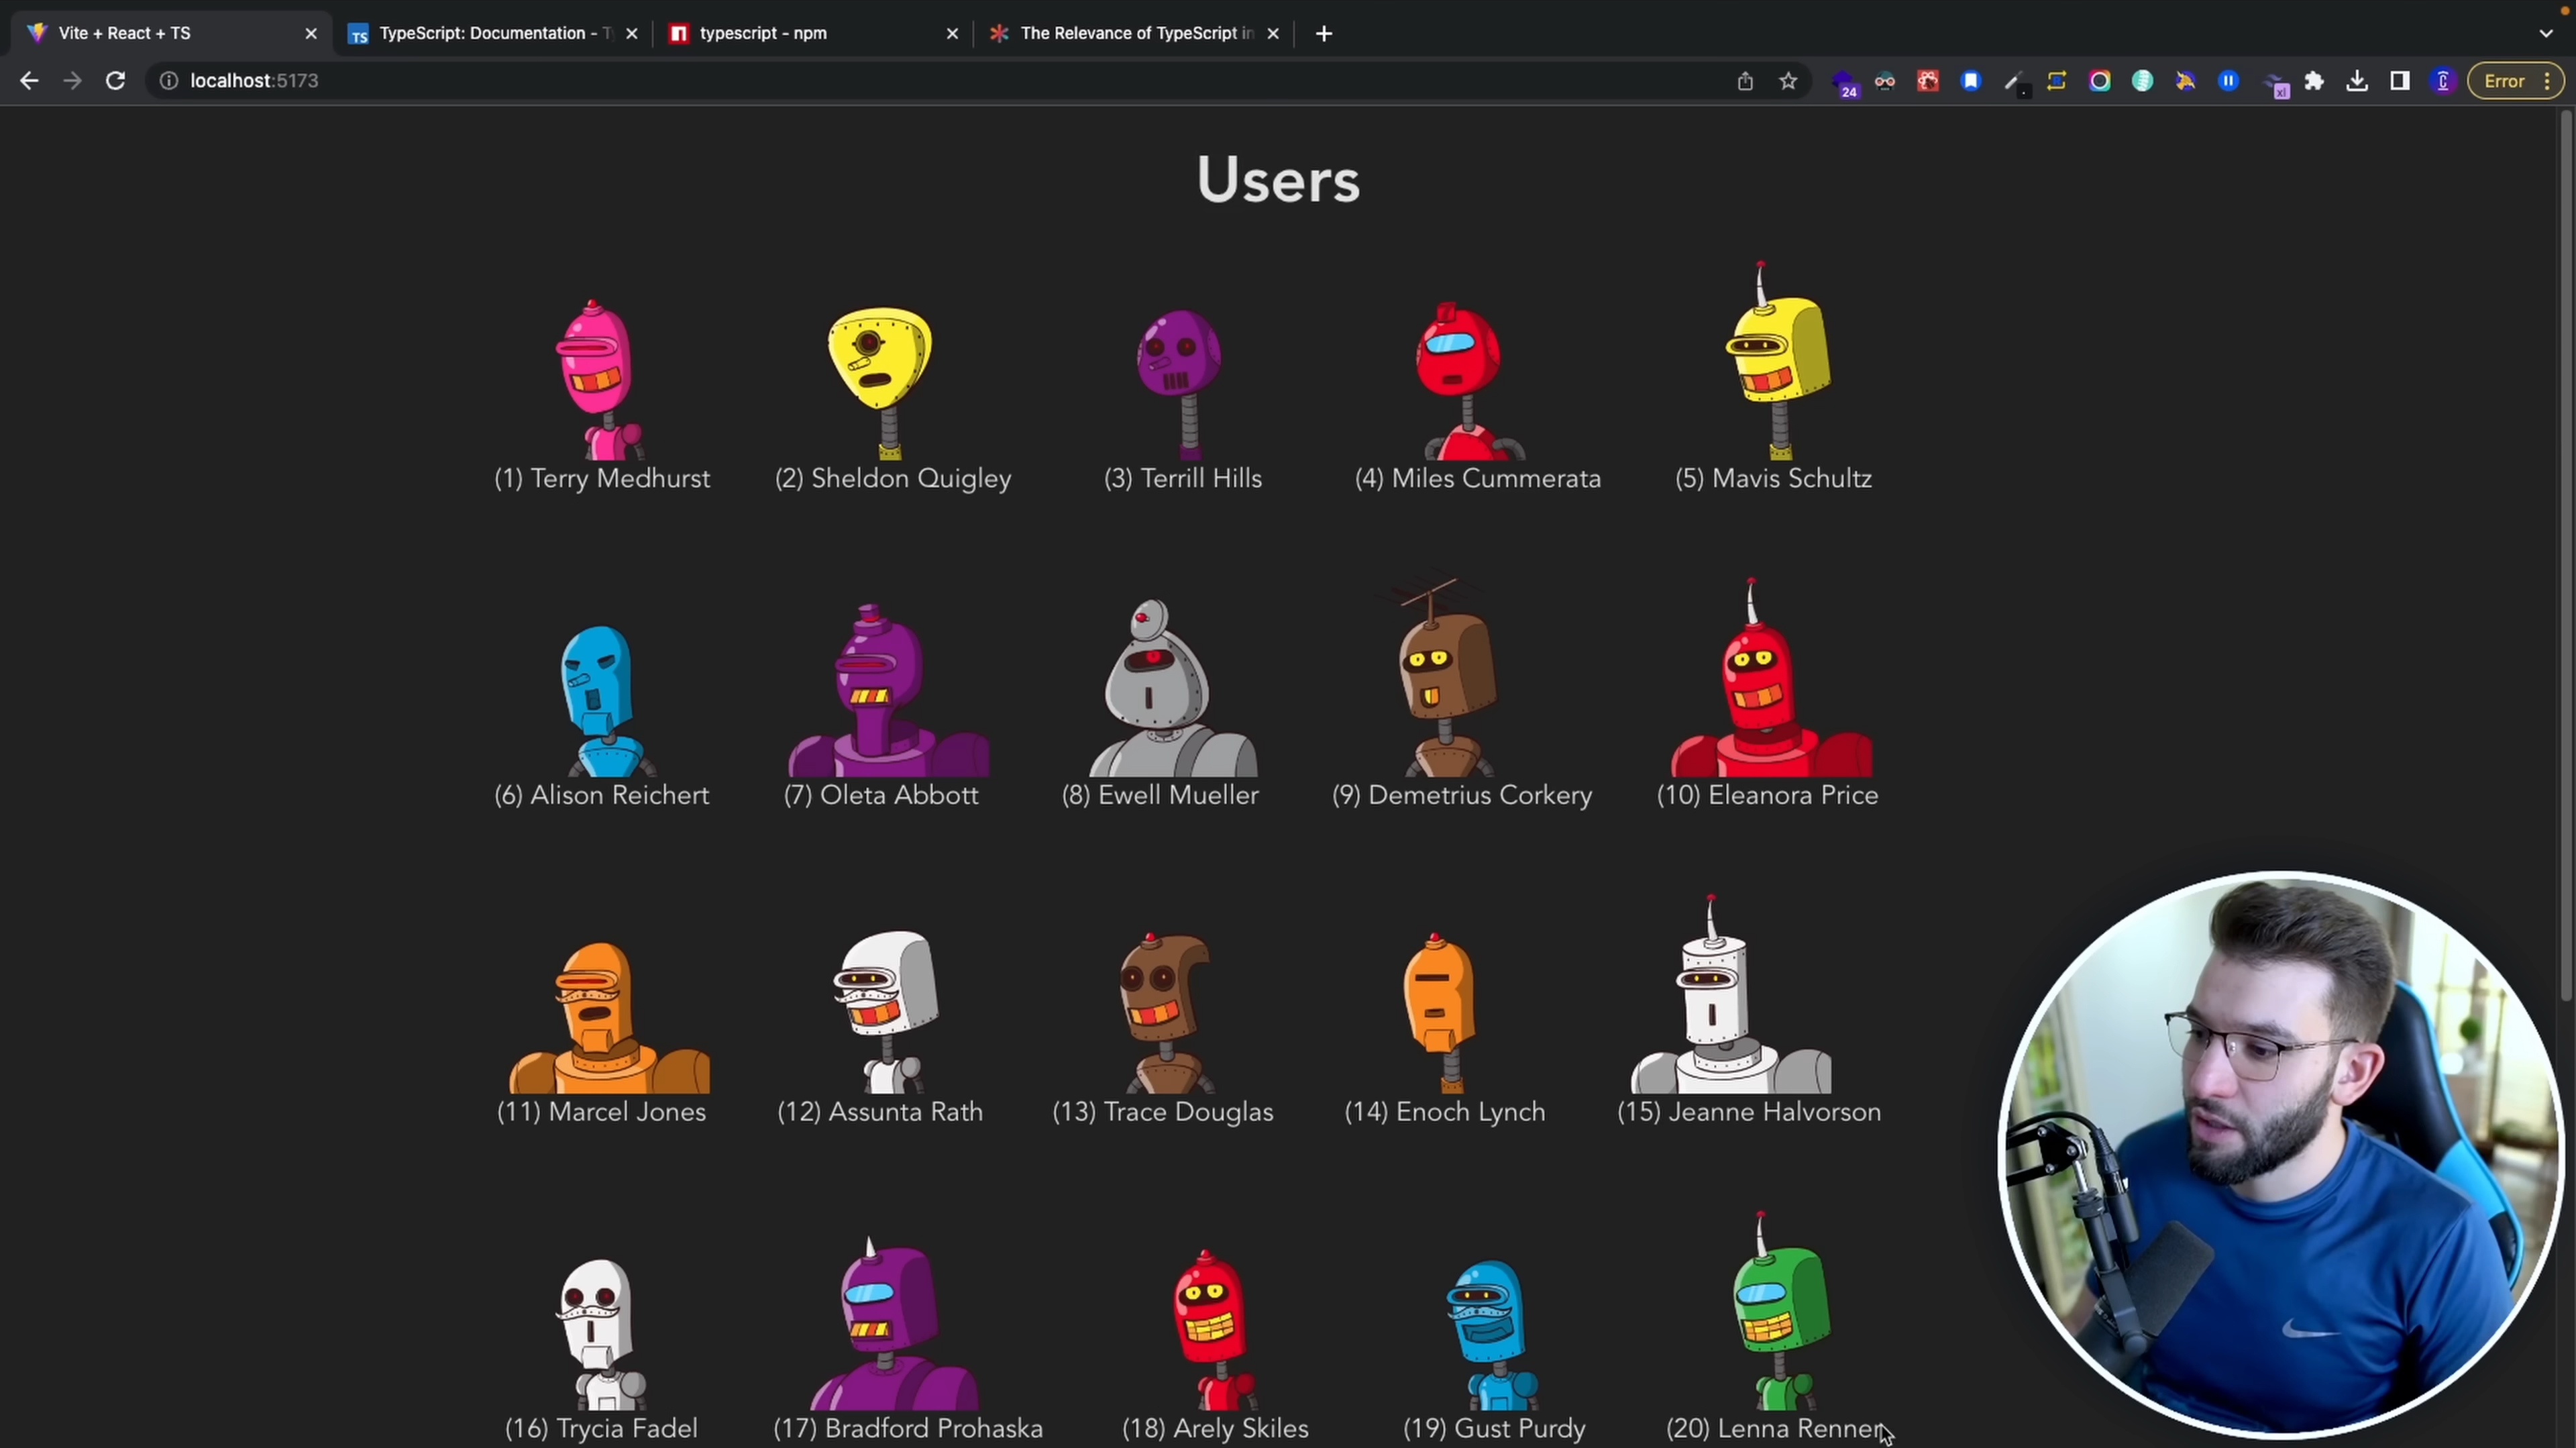 Vite + React + TS
TypeScript: Documentation - T
typescript - npm
The Relevance of TypeScript in
TS
localhost:5173
24
xl
Error
Users
(1) Terry Medhurst
(2) Sheldon Quigley
(3) Terrill Hills
(4) Miles Cummerata
(5) Mavis Schultz
(6) Alison Reichert
(7) Oleta Abbott
(8) Ewell Mueller
(9) Demetrius Corkery
(10) Eleanora Price
(11) Marcel Jones
(12) Assunta Rath
(13) Trace Douglas
(14) Enoch Lynch
(15) Jeanne Halvorson
(16) Trycia Fadel
(17) Bradford Prohaska
(18) Arely Skiles
(19) Gust Purdy
(20) Lenna Renner